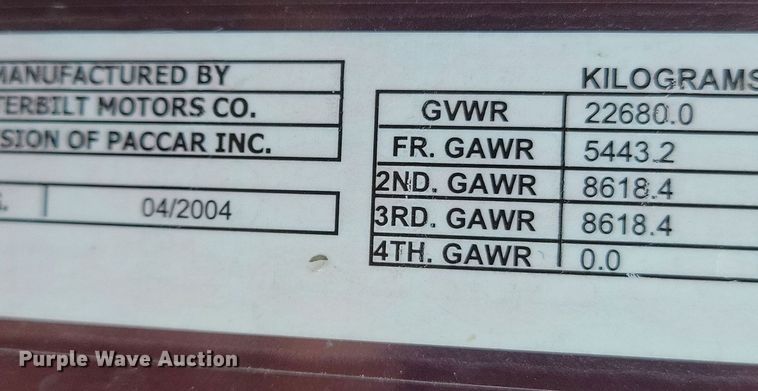 MANUFACTURED BY
TERBILT MOTORS CO.
SION OF PACCAR INC.
04/2004
KILOGRAMS
GVWR 22680.0
FR. GAWR 5443.2
2ND. GAWR 8618.4
3RD. GAWR 8618.4
4TH. GAWR 0.0
Purple Wave Auction